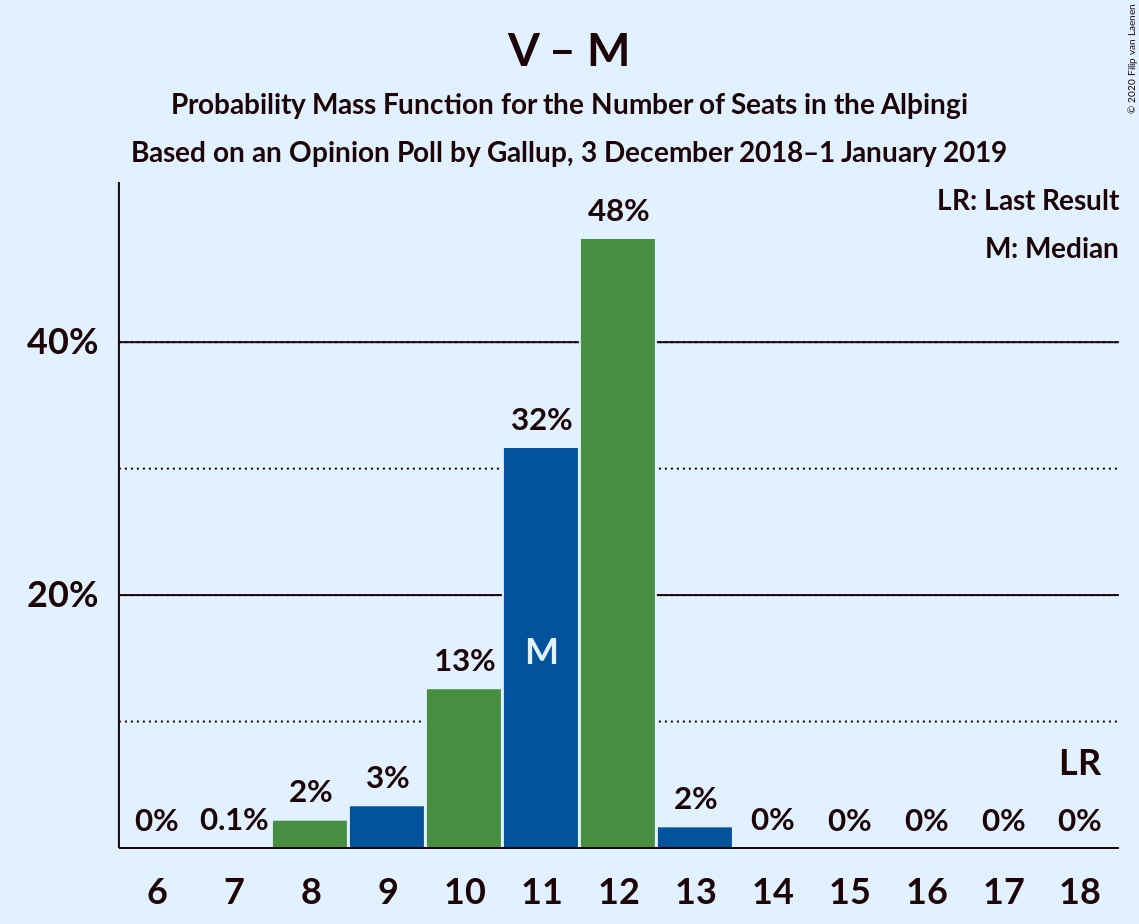 V – M
Probability Mass Function for the Number of Seats in the Alþingi
Based on an Opinion Poll by Gallup, 3 December 2018–1 January 2019
© 2020 Filip van Laenen
LR: Last Result
M: Median
40%
20%
0%
0.1%
2%
3%
13%
32%
48%
2%
0%
0%
0%
0%
0%
M
LR
6 7 8 9 10 11 12 13 14 15 16 17 18